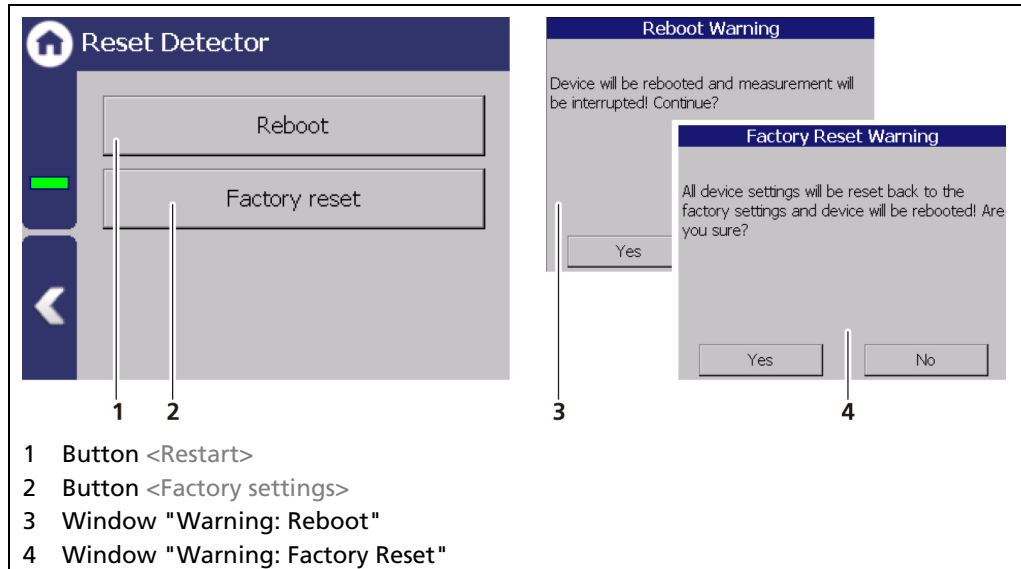 Reset Detector
Reboot
Factory reset
Reboot Warning
Device will be rebooted and measurement will
be interrupted! Continue?
Yes
Factory Reset Warning
All device settings will be reset back to the
factory settings and device will be rebooted! Are
you sure?
Yes
No
1
2
3
4
1 Button <Restart>
2 Button <Factory settings>
3 Window "Warning: Reboot"
4 Window "Warning: Factory Reset"